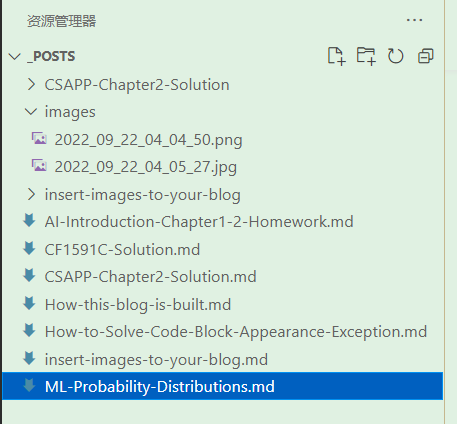 资源管理器
_POSTS
CSAPP-Chapter2-Solution
images
2022_09_22_04_04_50.png
2022_09_22_04_05_27.jpg
insert-images-to-your-blog
AI-Introduction-Chapter1-2-Homework.md
CF1591C-Solution.md
CSAPP-Chapter2-Solution.md
How-this-blog-is-built.md
How-to-Solve-Code-Block-Appearance-Exception.md
insert-images-to-your-blog.md
ML-Probability-Distributions.md